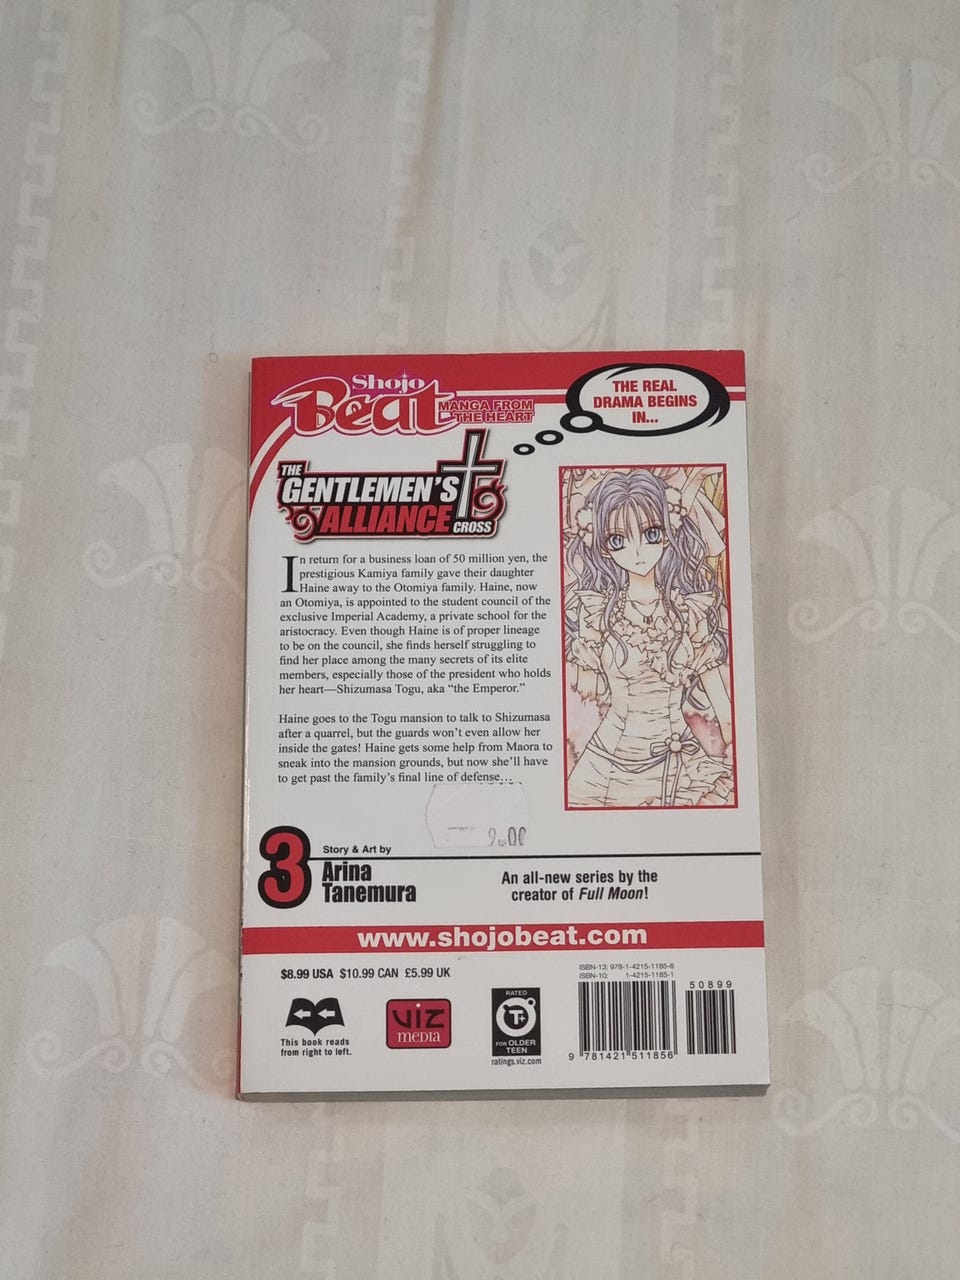 Shojo
Beat
MANGA FROM
THE HEART
THE REAL
DRAMA BEGINS
IN...
THE
GENTLEMEN'S
ALLIANCE
CROSS
In return for a business loan of 50 million yen, the
prestigious Kamiya family gave their daughter
Haine away to the Otomiya family. Haine, now
an Otomiya, is appointed to the student council of the
exclusive Imperial Academy, a private school for the
aristocracy. Even though Haine is of proper lineage
to be on the council, she finds herself struggling to
find her place among the many secrets of its elite
members, especially those of the president who holds
her heart—Shizumasa Togu, aka “the Emperor.”
Haine goes to the Togu mansion to talk to Shizumasa
after a quarrel, but the guards won’t even allow her
inside the gates! Haine gets some help from Maora to
sneak into the mansion grounds, but now she’ll have
to get past the family’s final line of defense…
9.00
3
Story & Art by
Arina
Tanemura
An all-new series by the
creator of Full Moon!
www.shojobeat.com
$8.99 USA $10.99 CAN £5.99 UK
This book reads
from right to left.
VIZ
MEDIA
RATED
T+
FOR OLDER
TEEN
ratings.viz.com
ISBN-13: 978-1-4215-1185-6
ISBN-10: 1-4215-1185-1
50899
9 781421 511856